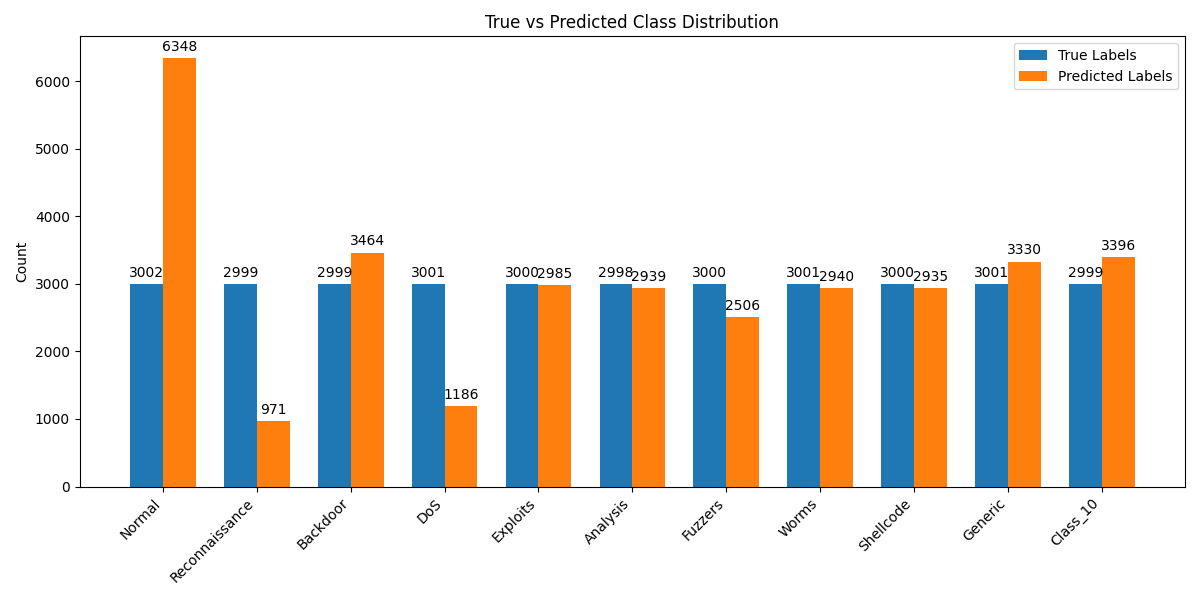 True vs Predicted Class Distribution
True Labels
Predicted Labels
Count
6000
5000
4000
3000
2000
1000
0
3002
6348
2999
971
2999
3464
3001
1186
3000
2985
2998
2939
3000
2506
3001
2940
3000
2935
3001
3330
2999
3396
Normal
Reconnaissance
Backdoor
DoS
Exploits
Analysis
Fuzzers
Worms
Shellcode
Generic
Class_10